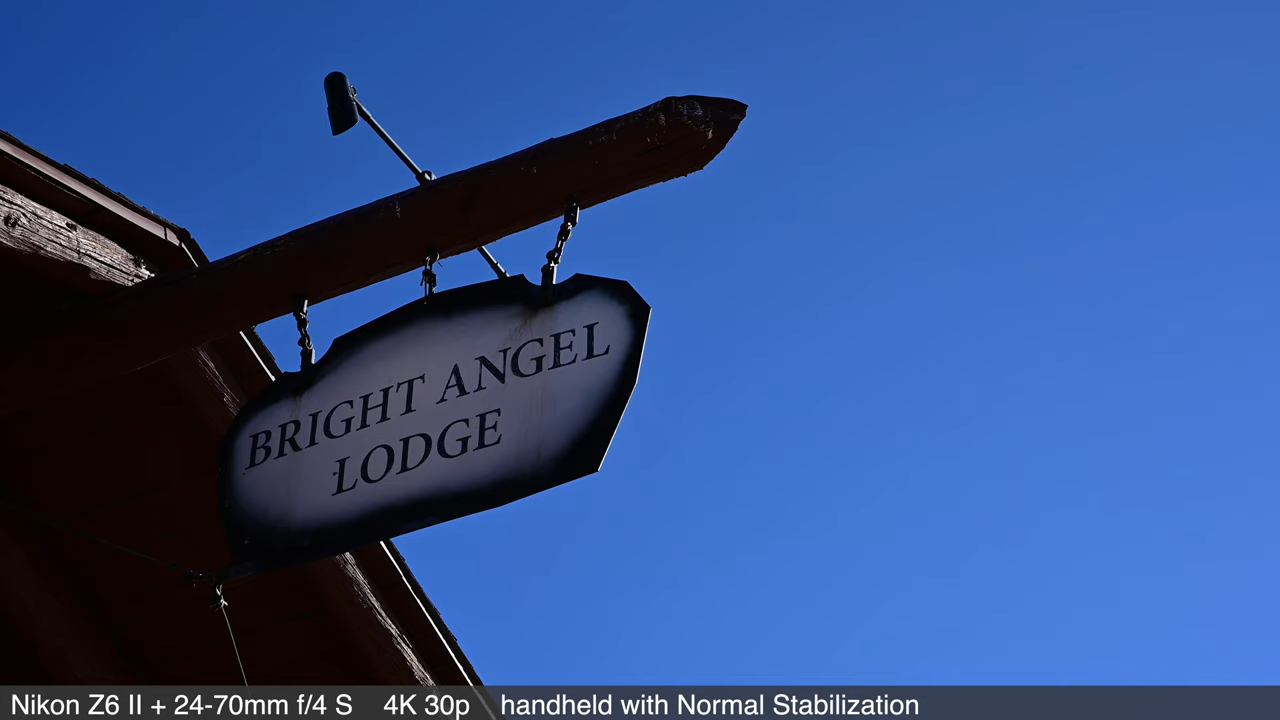 BRIGHT ANGEL
LODGE
Nikon Z6 II + 24-70mm f/4 S 4K 30p handheld with Normal Stabilization